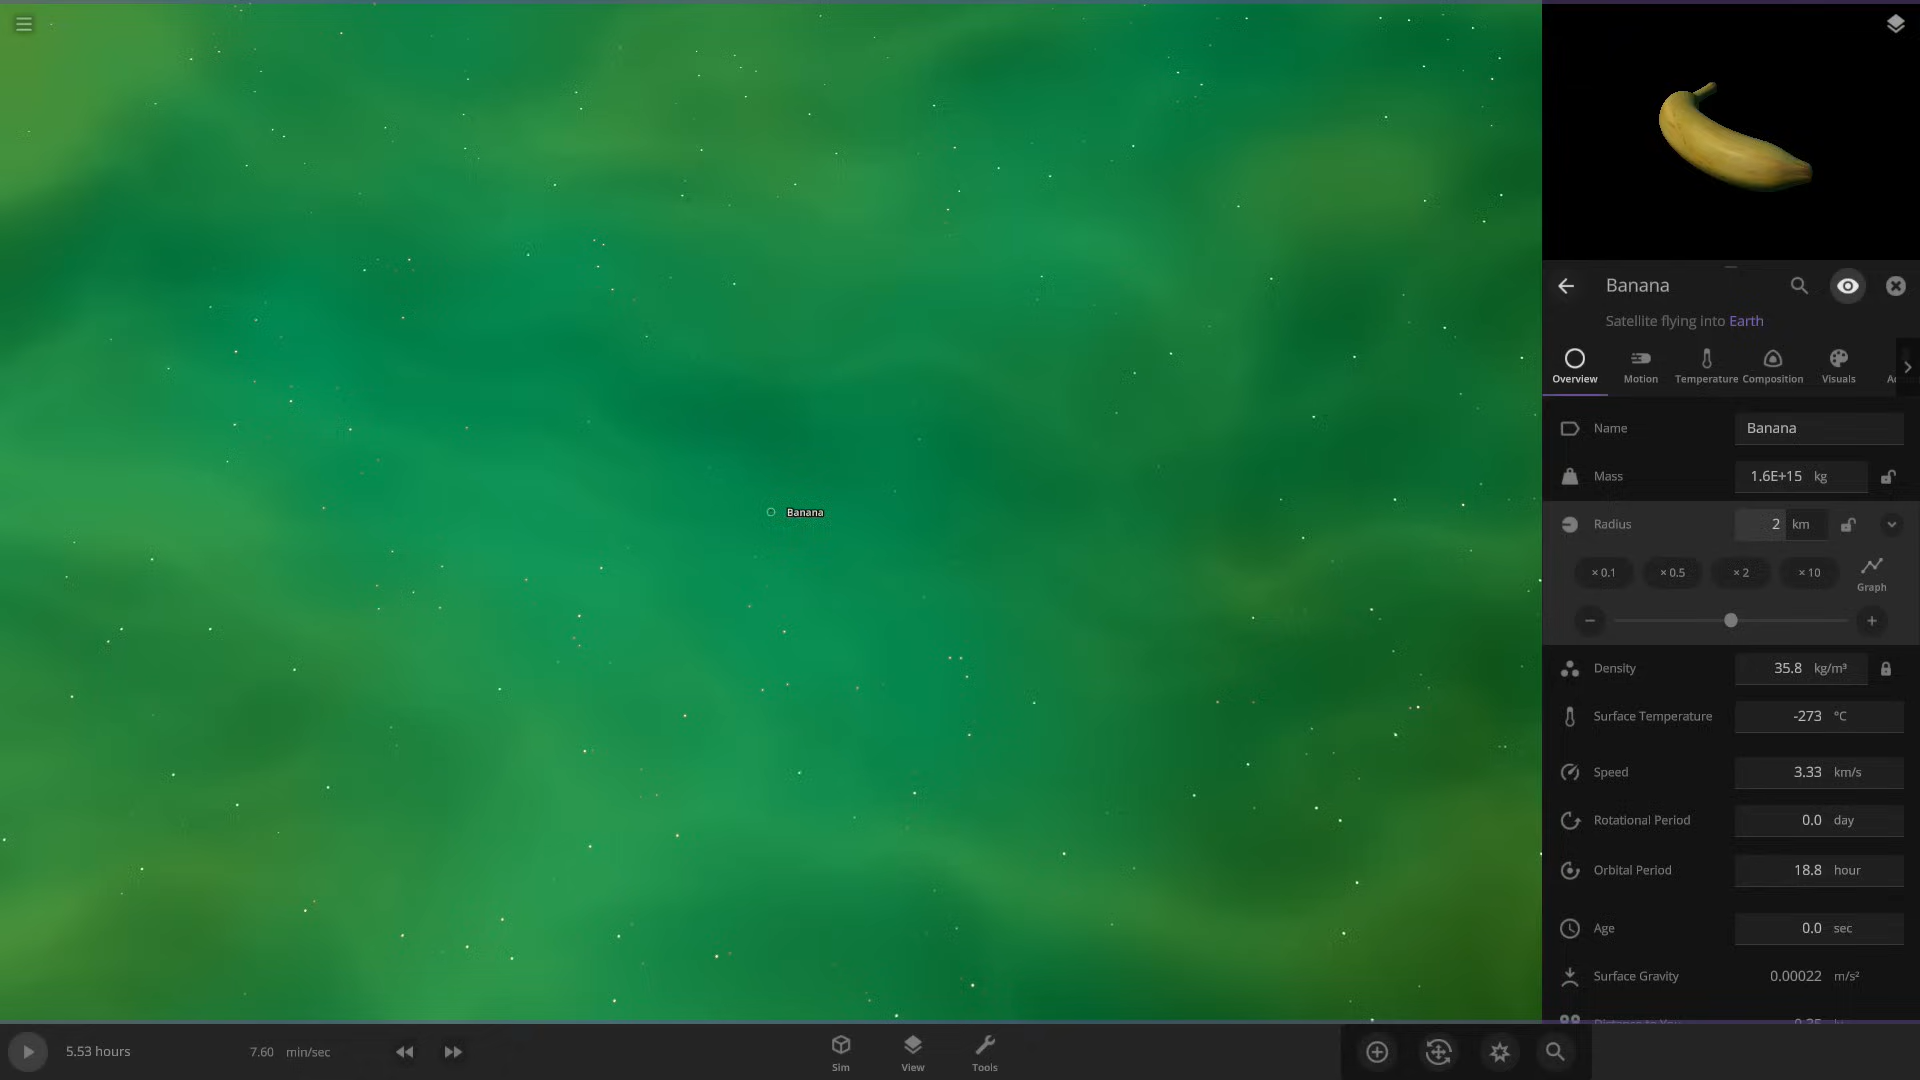 Banana
Banana
Satellite flying into Earth
Overview
Motion
Temperature
Composition
Visuals
Name
Banana
Mass
1.6E+15 kg
Radius
2 km
× 0.1
× 0.5
× 2
× 10
Graph
Density
35.8 kg/m³
Surface Temperature
-273 °C
Speed
3.33 km/s
Rotational Period
0.0 day
Orbital Period
18.8 hour
Age
0.0 sec
Surface Gravity
0.00022 m/s²
5.53 hours
7.60 min/sec
Sim
View
Tools